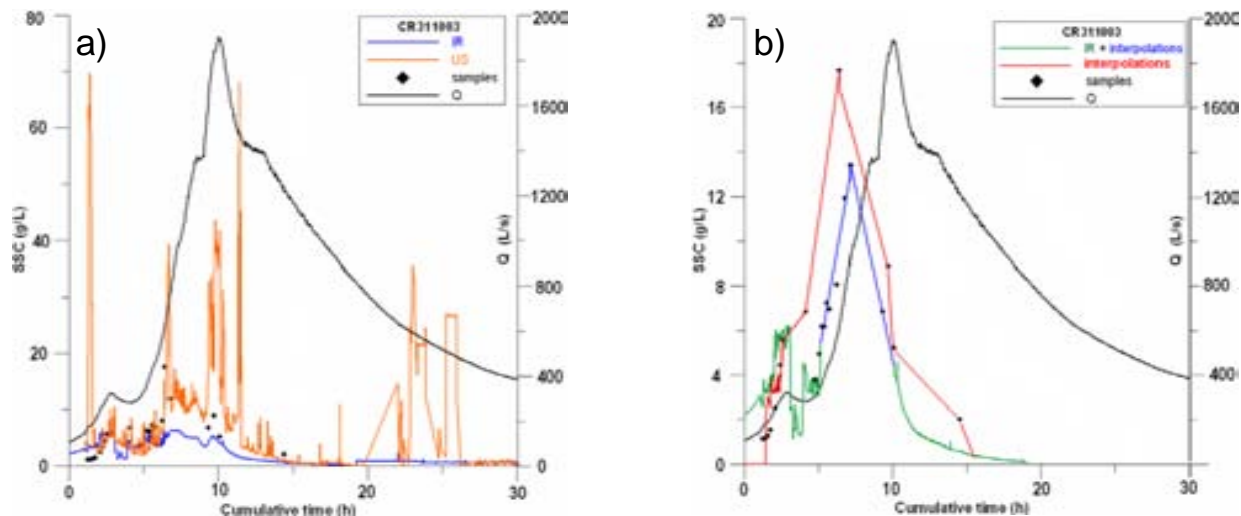 a)
CR311003
IR
US
samples
Q
80
60
40
20
0
SSC (g/L)
2000
1600
1200
800
400
0
Q (L/s)
0 10 20 30
Cumulative time (h)
b)
CR311003
IR + interpolations
interpolations
samples
Q
20
16
12
8
4
0
SSC (g/L)
2000
1600
1200
800
400
0
Q (L/s)
0 10 20 30
Cumulative time (h)